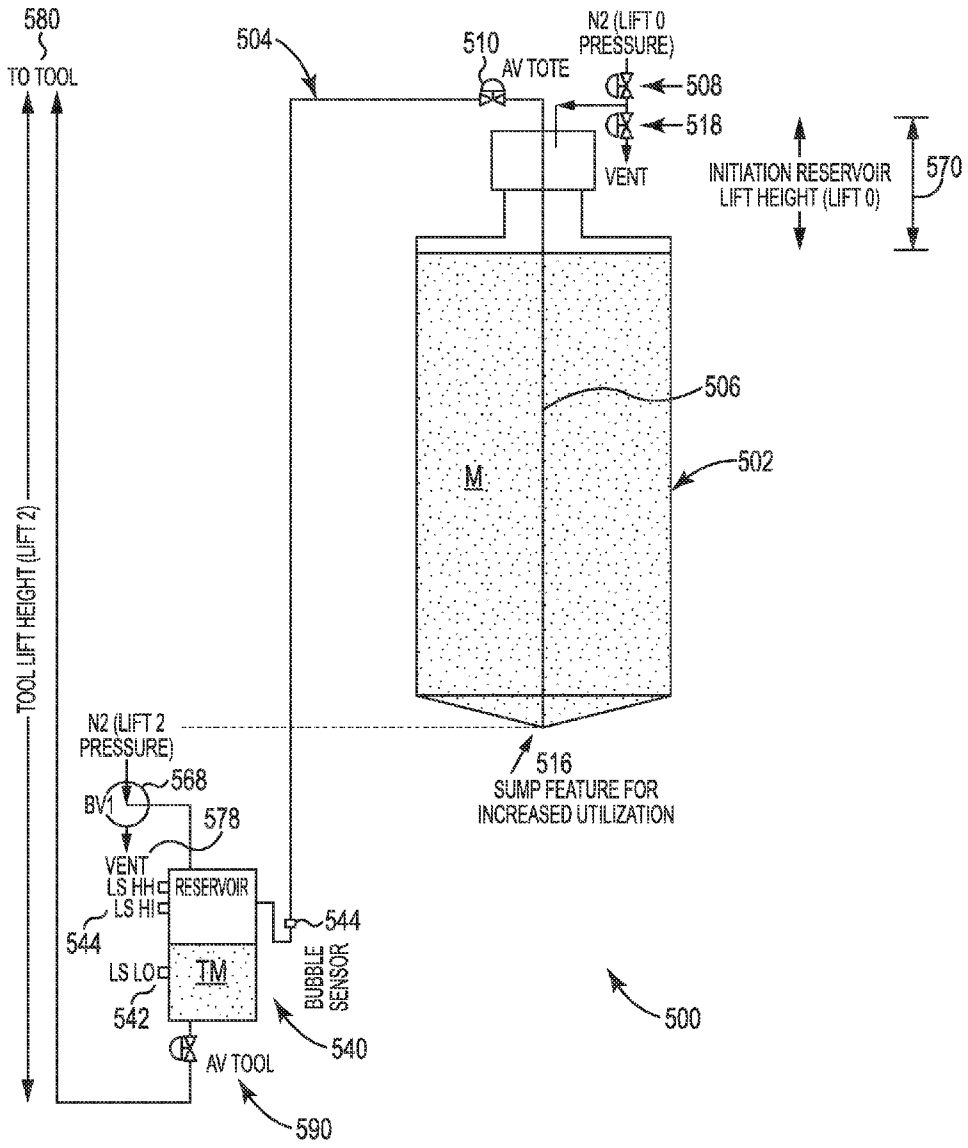 580
TO TOOL
504
510
AV TOTE
N2 (LIFT 0
PRESSURE)
508
518
VENT
INITIATION RESERVOIR
LIFT HEIGHT (LIFT 0)
570
506
M
502
TOOL LIFT HEIGHT (LIFT 2)
N2 (LIFT 2
PRESSURE)
568
BV1
578
VENT
LS HH
LS HI
544
RESERVOIR
516
SUMP FEATURE FOR
INCREASED UTILIZATION
544
BUBBLE
SENSOR
LS LO
542
TM
540
500
AV TOOL
590